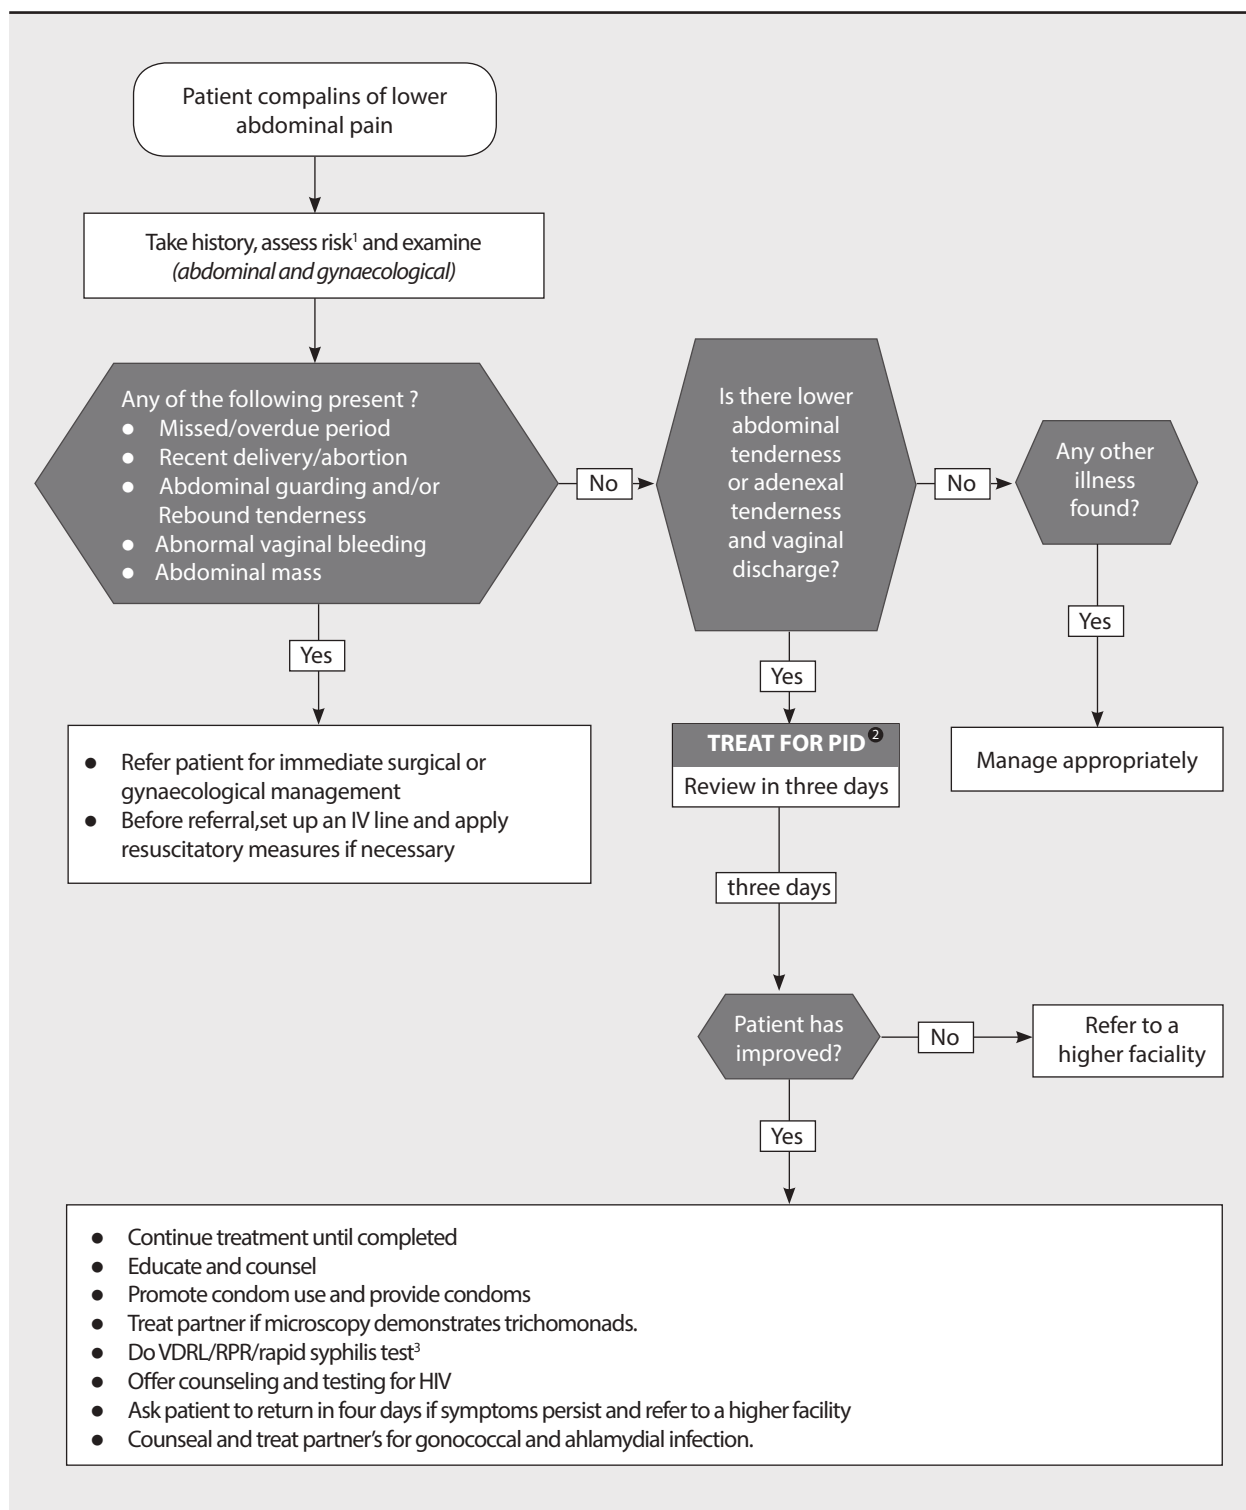 Patient compalins of lower
abdominal pain
Take history, assess risk¹ and examine
(abdominal and gynaecological)
Any of the following present ?
● Missed/overdue period
● Recent delivery/abortion
● Abdominal guarding and/or
Rebound tenderness
● Abnormal vaginal bleeding
● Abdominal mass
No
Is there lower
abdominal
tenderness
or adenexal
tenderness
and vaginal
discharge?
No
Any other
illness
found?
Yes
Yes
Yes
● Refer patient for immediate surgical or
gynaecological management
● Before referral,set up an IV line and apply
resuscitatory measures if necessary
TREAT FOR PID❷
Review in three days
Manage appropriately
three days
Patient has
improved?
No
Refer to a
higher faciality
Yes
● Continue treatment until completed
● Educate and counsel
● Promote condom use and provide condoms
● Treat partner if microscopy demonstrates trichomonads.
● Do VDRL/RPR/rapid syphilis test³
● Offer counseling and testing for HIV
● Ask patient to return in four days if symptoms persist and refer to a higher facility
● Counseal and treat partner's for gonococcal and ahlamydial infection.